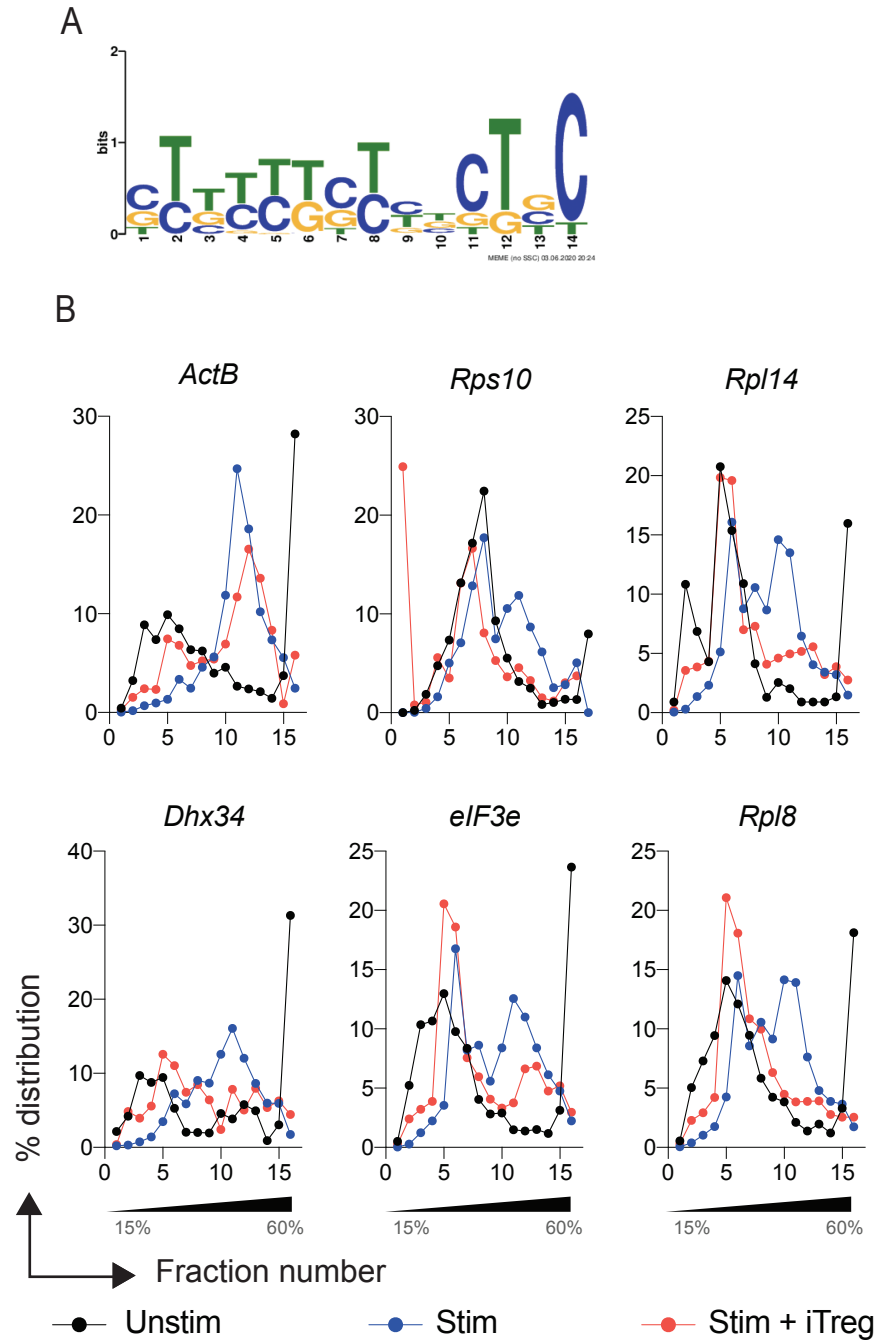 A
2
bits
1
0
C T T T T T C T C T C T G C
G C G C C G G C T G G G C T
T C T G C T T
1 2 3 4 5 6 7 8 9 10 11 12 13 14
MEME (no SSC) 03.06.2020 20:24
B
ActB Rps10 Rpl14
30 30 25
20 20 20
15
10 10 10
5
0 0 0
0 5 10 15 0 5 10 15 0 5 10 15
Dhx34 eIF3e Rpl8
40 25 25
30 20 20
20 15 15
10 10 10
5 5
0 0 0
0 5 10 15 0 5 10 15 0 5 10 15
% distribution
15% 60% 15% 60% 15% 60%
Fraction number
Unstim Stim Stim + iTreg